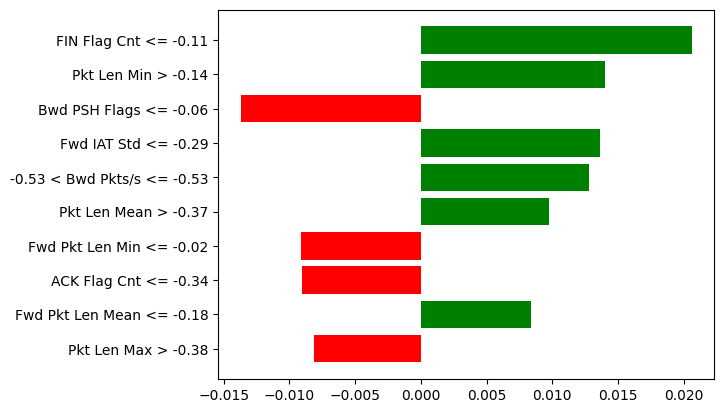 FIN Flag Cnt <= -0.11
Pkt Len Min > -0.14
Bwd PSH Flags <= -0.06
Fwd IAT Std <= -0.29
-0.53 < Bwd Pkts/s <= -0.53
Pkt Len Mean > -0.37
Fwd Pkt Len Min <= -0.02
ACK Flag Cnt <= -0.34
Fwd Pkt Len Mean <= -0.18
Pkt Len Max > -0.38
−0.015 −0.010 −0.005 0.000 0.005 0.010 0.015 0.020